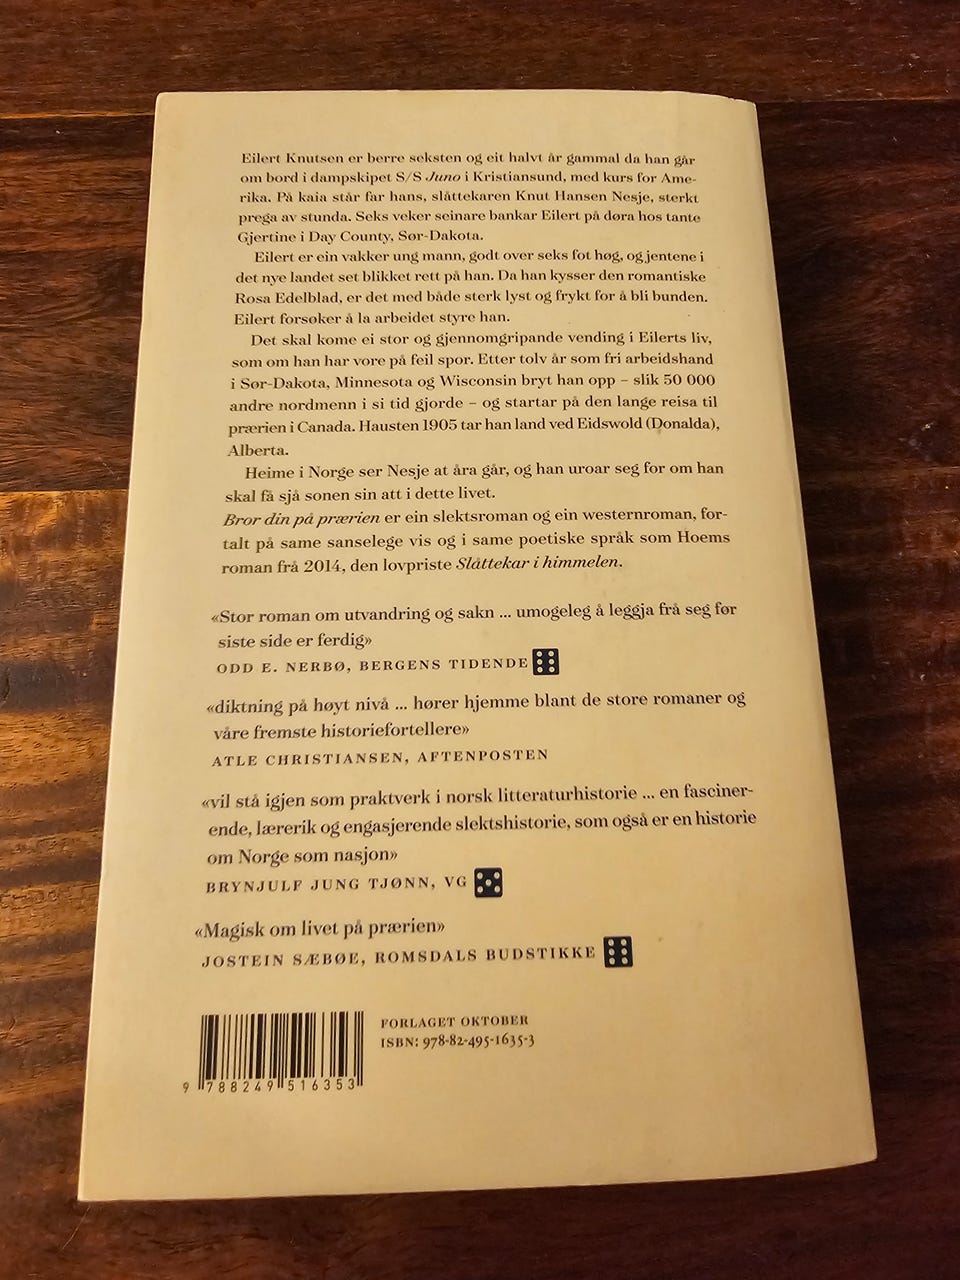 Eilert Knutsen er berre seksten og eit halvt år gammal da han går
om bord i dampskipet S/S Juno i Kristiansund, med kurs for Ame-
rika. På kaia står far hans, slåttekaren Knut Hansen Nesje, sterkt
prega av stunda. Seks veker seinare bankar Eilert på døra hos tante
Gjertine i Day County, Sør-Dakota.
Eilert er ein vakker ung mann, godt over seks fot høg, og jentene i
det nye landet set blikket rett på han. Da han kysser den romantiske
Rosa Edelblad, er det med både sterk lyst og frykt for å bli bunden.
Eilert forsøker å la arbeidet styre han.
Det skal kome ei stor og gjennomgripande vending i Eilerts liv,
som om han har vore på feil spor. Etter tolv år som fri arbeidshand
i Sør-Dakota, Minnesota og Wisconsin bryt han opp – slik 50 000
andre nordmenn i si tid gjorde – og startar på den lange reisa til
prærien i Canada. Hausten 1905 tar han land ved Eidswold (Donalda),
Alberta.
Heime i Norge ser Nesje at åra går, og han uroar seg for om han
skal få sjå sonen sin att i dette livet.
Bror din på prærien er ein slektsroman og ein westernroman, for-
talt på same sanselege vis og i same poetiske språk som Hoems
roman frå 2014, den lovpriste Slåttekar i himmelen.
«Stor roman om utvandring og sakn ... umogeleg å leggja frå seg før
siste side er ferdig»
ODD E. NERBØ, BERGENS TIDENDE
«diktning på høyt nivå ... hører hjemme blant de store romaner og
våre fremste historiefortellere»
ATLE CHRISTIANSEN, AFTENPOSTEN
«vil stå igjen som praktverk i norsk litteraturhistorie ... en fasciner-
ende, lærerik og engasjerende slektshistorie, som også er en historie
om Norge som nasjon»
BRYNJULF JUNG TJØNN, VG
«Magisk om livet på prærien»
JOSTEIN SÆBØE, ROMSDALS BUDSTIKKE
FORLAGET OKTOBER
ISBN: 978-82-495-1635-3
9 788249 516353